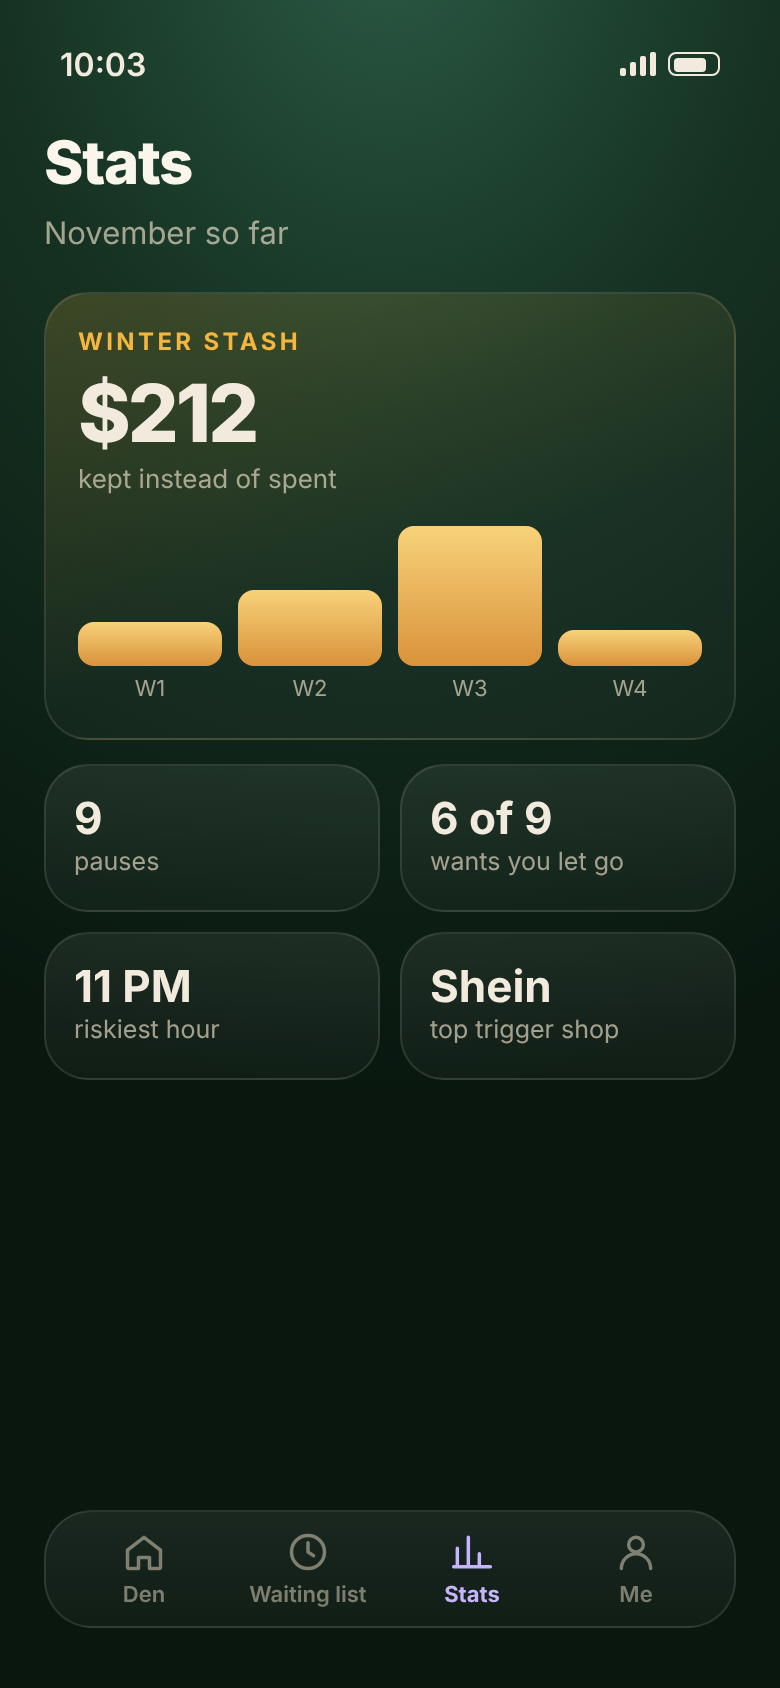 10:03
Stats
November so far
WINTER STASH
$212
kept instead of spent
W1 W2 W3 W4
9
pauses
6 of 9
wants you let go
11 PM
riskiest hour
Shein
top trigger shop
Den Waiting list Stats Me